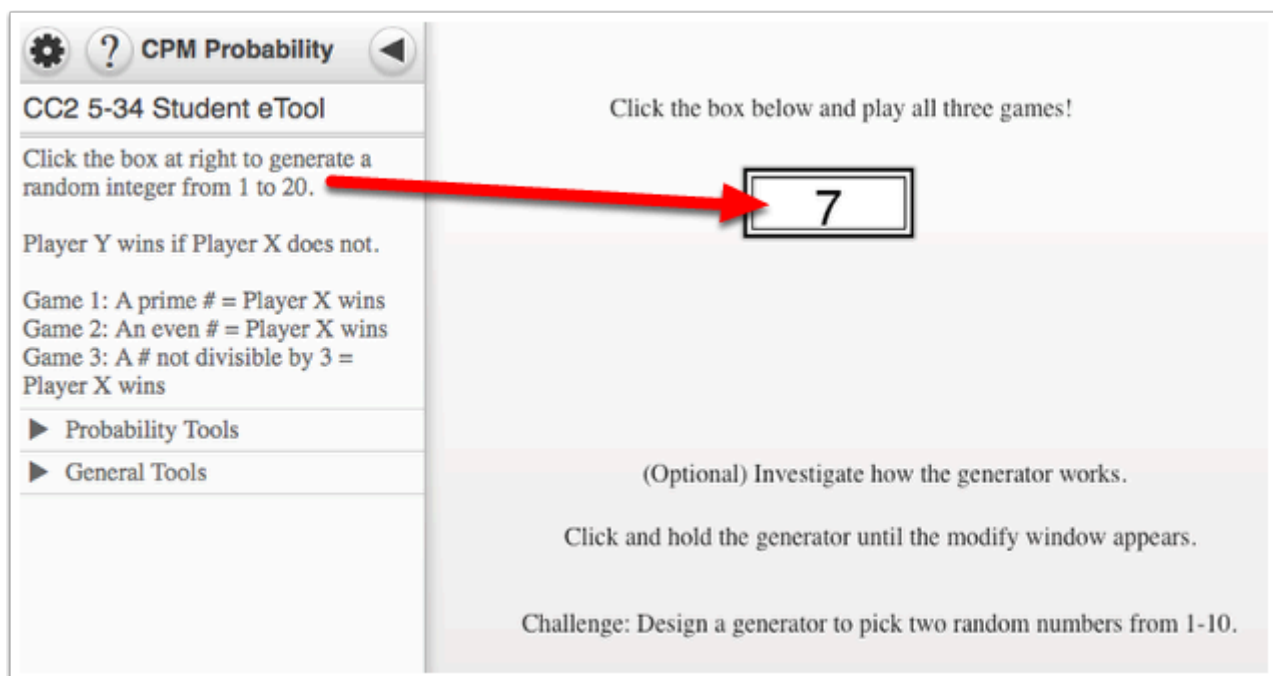 ? CPM Probability
CC2 5-34 Student eTool
Click the box at right to generate a
random integer from 1 to 20.
Player Y wins if Player X does not.
Game 1: A prime # = Player X wins
Game 2: An even # = Player X wins
Game 3: A # not divisible by 3 =
Player X wins
Probability Tools
General Tools
Click the box below and play all three games!
7
(Optional) Investigate how the generator works.
Click and hold the generator until the modify window appears.
Challenge: Design a generator to pick two random numbers from 1-10.